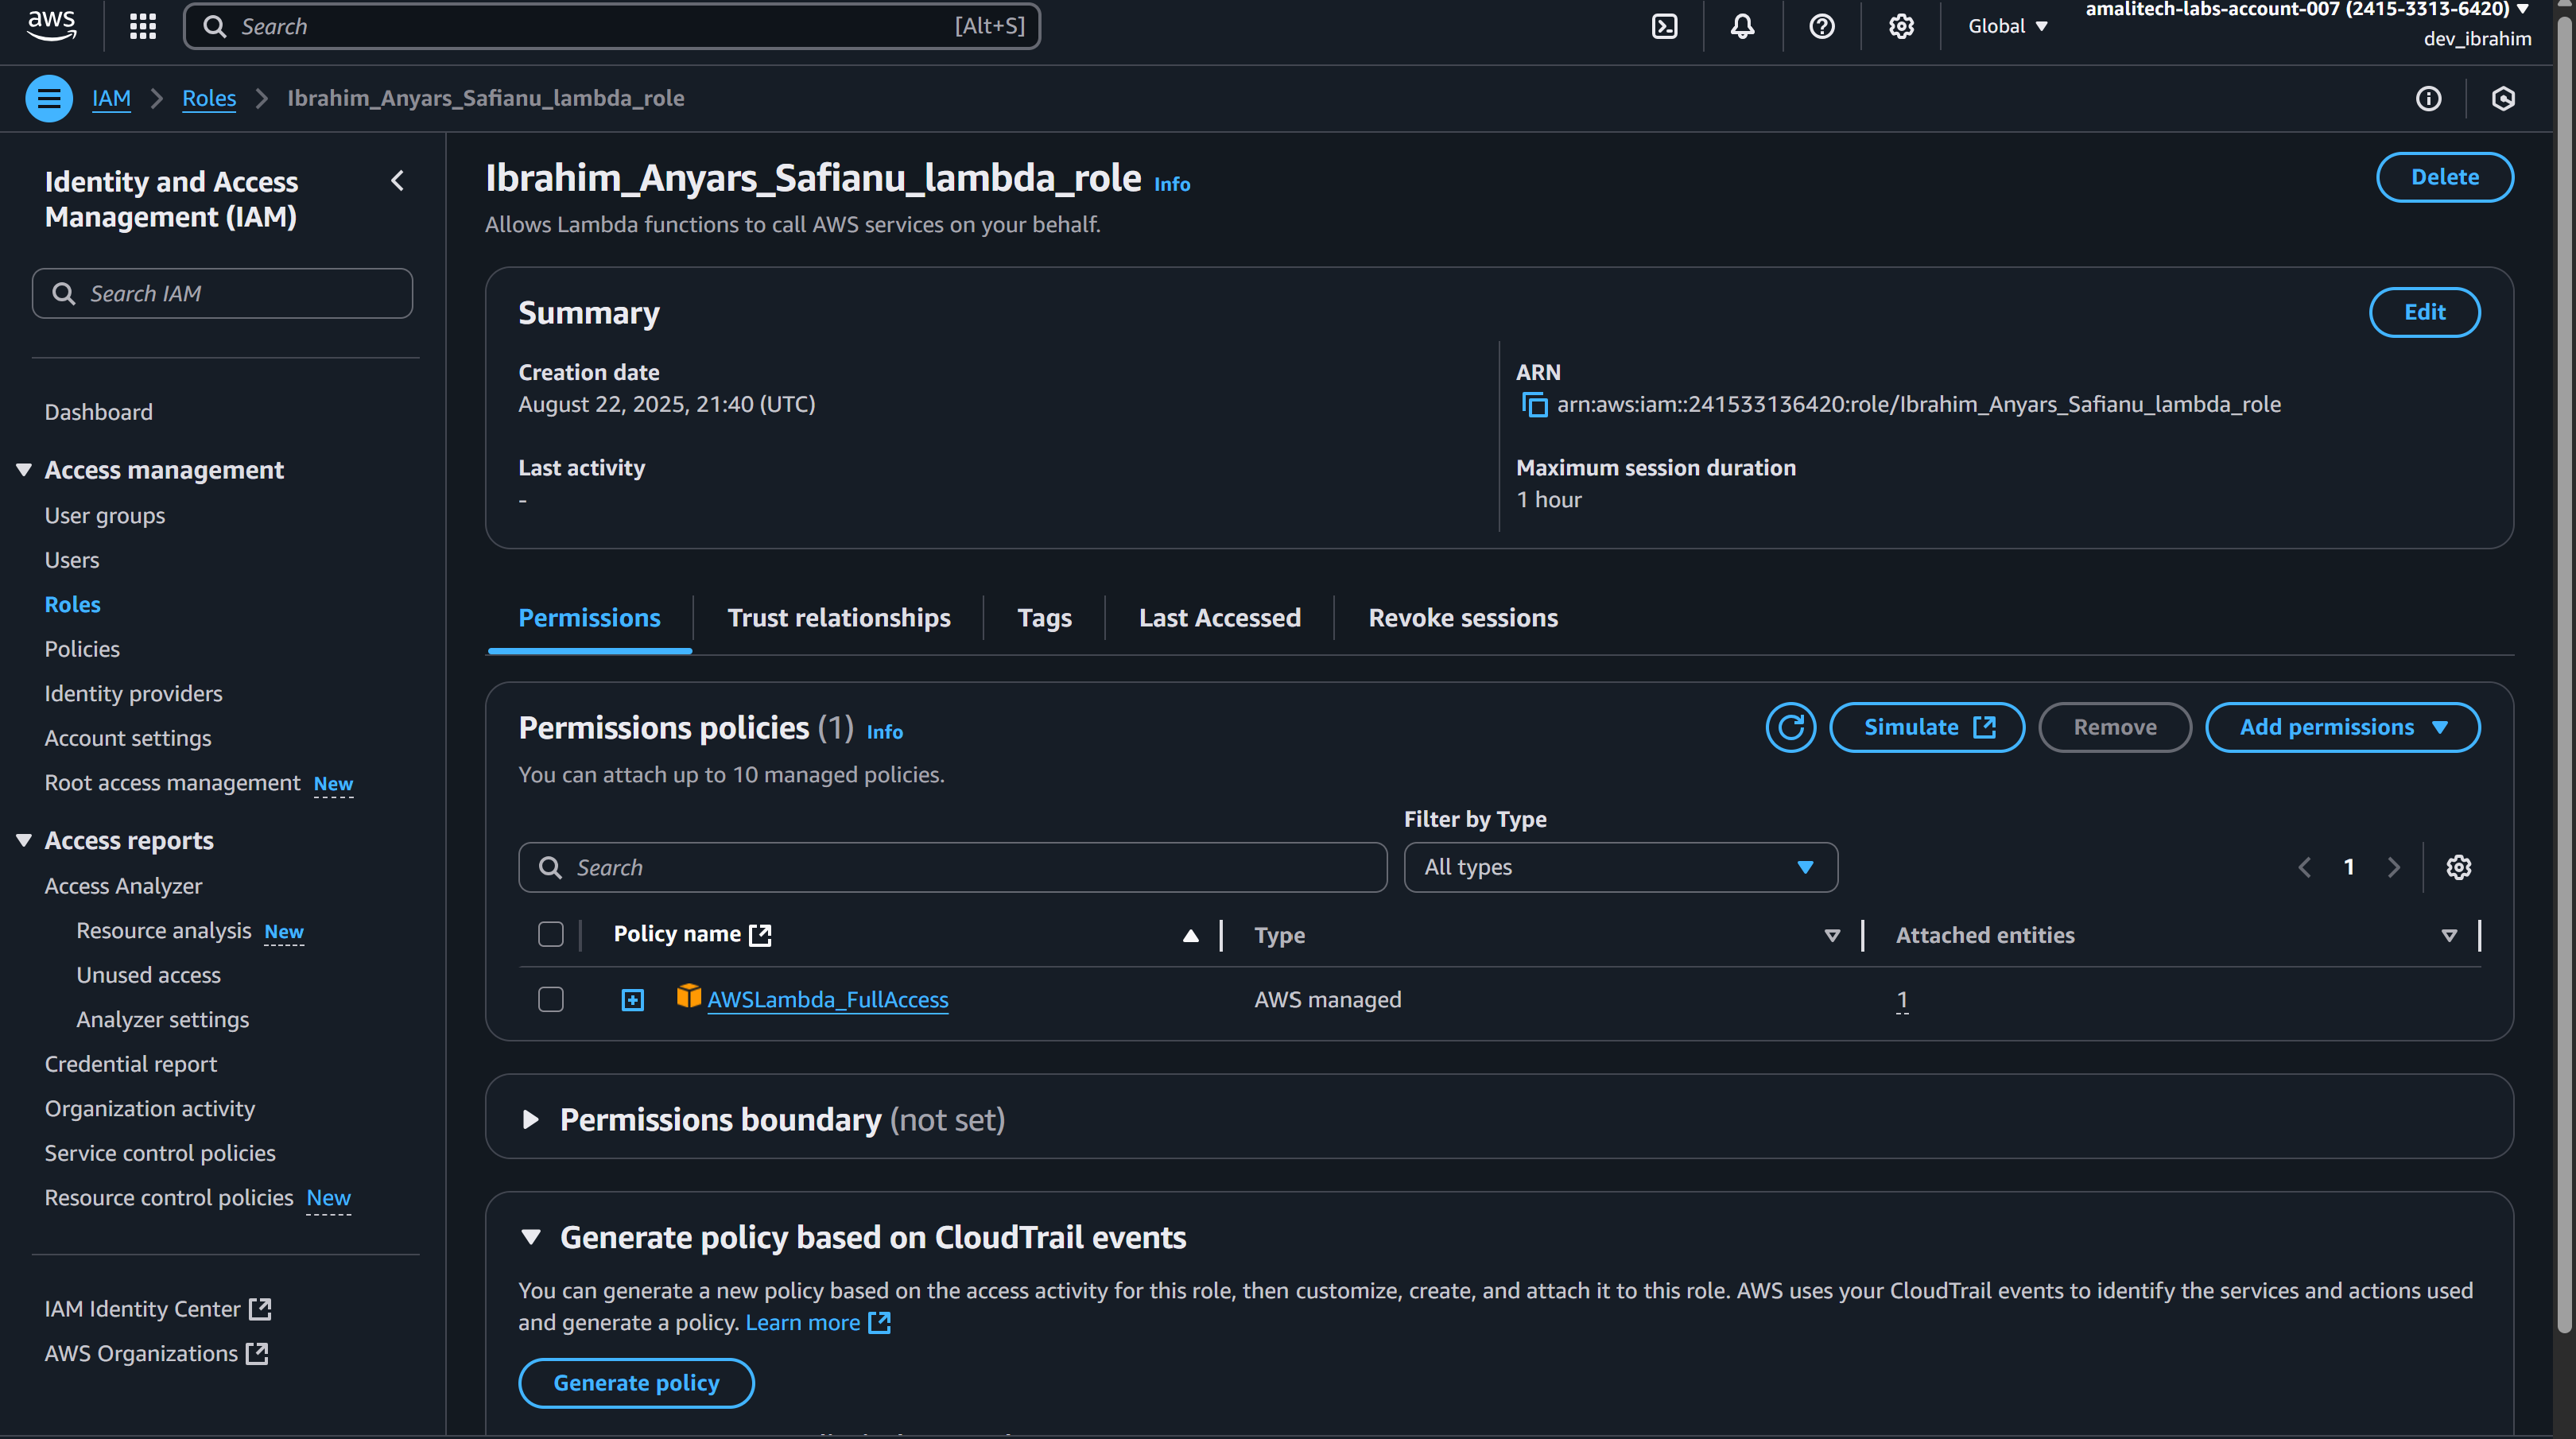 aws
Search [Alt+S]
Global
amalitech-labs-account-007 (2415-3313-6420)
dev_ibrahim
IAM
Roles
Ibrahim_Anyars_Safianu_lambda_role
Identity and Access
Management (IAM)
Search IAM
Dashboard
Access management
User groups
Users
Roles
Policies
Identity providers
Account settings
Root access management New
Access reports
Access Analyzer
Resource analysis New
Unused access
Analyzer settings
Credential report
Organization activity
Service control policies
Resource control policies New
IAM Identity Center
AWS Organizations
Ibrahim_Anyars_Safianu_lambda_role Info
Delete
Allows Lambda functions to call AWS services on your behalf.
Summary
Edit
Creation date
August 22, 2025, 21:40 (UTC)
ARN
arn:aws:iam::241533136420:role/Ibrahim_Anyars_Safianu_lambda_role
Last activity
-
Maximum session duration
1 hour
Permissions
Trust relationships
Tags
Last Accessed
Revoke sessions
Permissions policies (1) Info
Simulate
Remove
Add permissions
You can attach up to 10 managed policies.
Filter by Type
Search
All types
1
Policy name
Type
Attached entities
AWSLambda_FullAccess
AWS managed
1
Permissions boundary (not set)
Generate policy based on CloudTrail events
You can generate a new policy based on the access activity for this role, then customize, create, and attach it to this role. AWS uses your CloudTrail events to identify the services and actions used
and generate a policy. Learn more
Generate policy